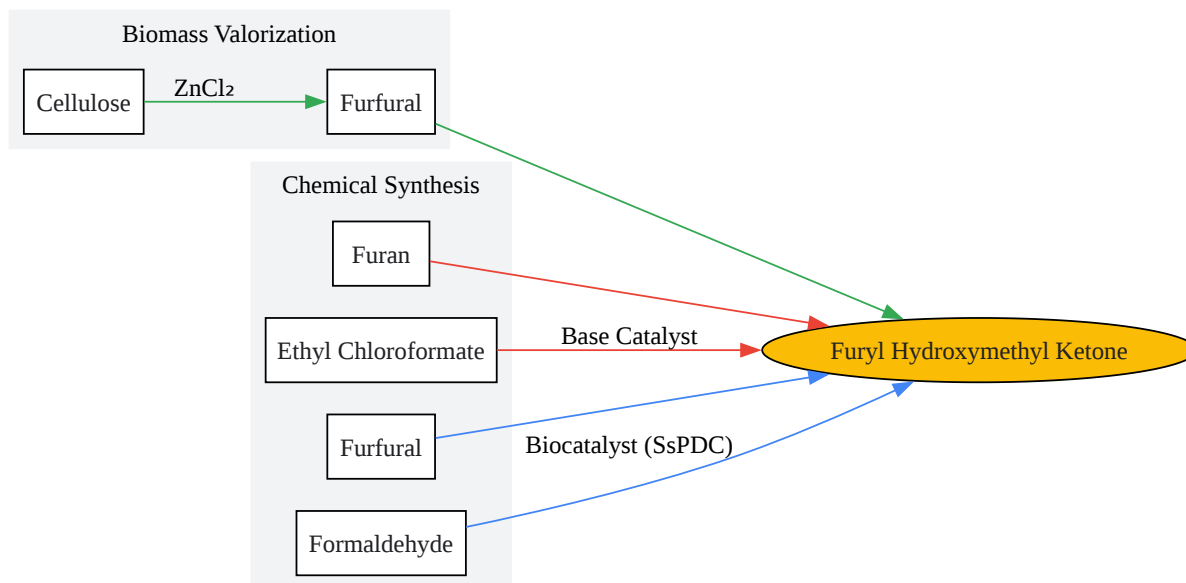 Biomass Valorization
Cellulose
ZnCl₂
Furfural
Chemical Synthesis
Furan
Ethyl Chloroformate
Base Catalyst
Furyl Hydroxymethyl Ketone
Furfural
Biocatalyst (SsPDC)
Formaldehyde